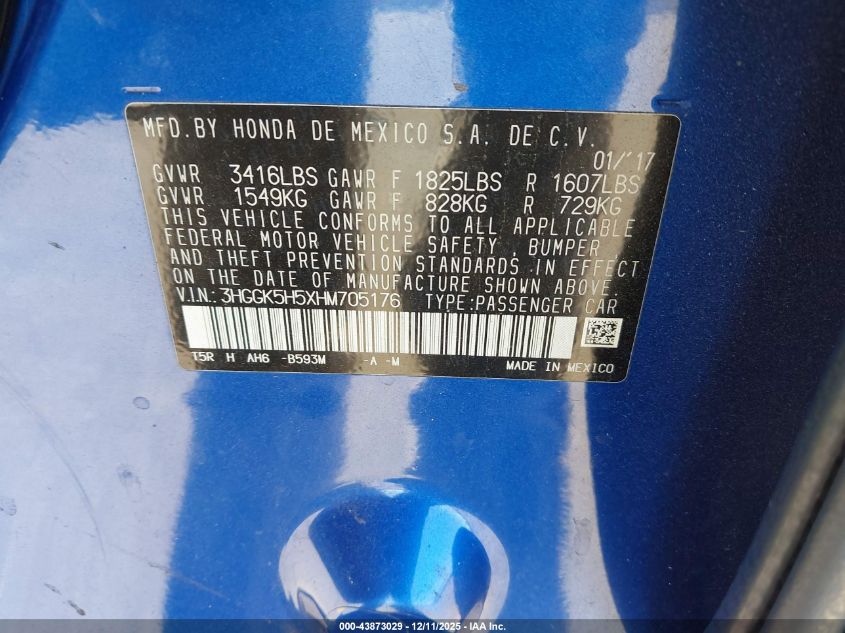 MFD.BY HONDA DE MEXICO S.A. DE C.V.
01/'17
GVWR 3416LBS GAWR F 1825LBS R 1607LBS
GVWR 1549KG GAWR F 828KG R 729KG
THIS VEHICLE CONFORMS TO ALL APPLICABLE
FEDERAL MOTOR VEHICLE SAFETY, BUMPER
AND THEFT PREVENTION STANDARDS IN EFFECT
ON THE DATE OF MANUFACTURE SHOWN ABOVE.
V.I.N.: 3HGGK5H5XHM705176 TYPE:PASSENGER CAR
T5R H AH6 -B593M -A -M
MADE IN MEXICO
000-43873029 - 12/11/2025 - IAA Inc.